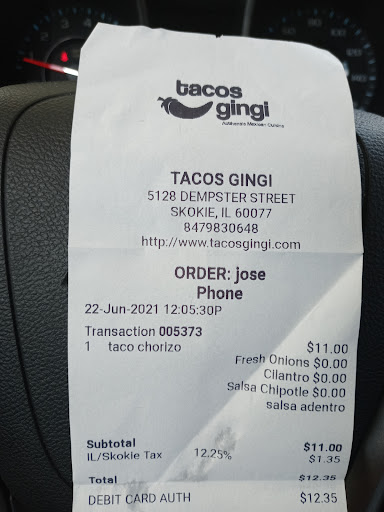 tacos
gingi
Authentic Mexican Cuisine
TACOS GINGI
5128 DEMPSTER STREET
SKOKIE, IL 60077
8479830648
http://www.tacosgingi.com
ORDER: jose
Phone
22-Jun-2021 12:05:30P
Transaction 005373
1 taco chorizo $11.00
Fresh Onions $0.00
Cilantro $0.00
Salsa Chipotle $0.00
salsa adentro
Subtotal $11.00
IL/Skokie Tax 12.25% $1.35
Total $12.35
DEBIT CARD AUTH $12.35